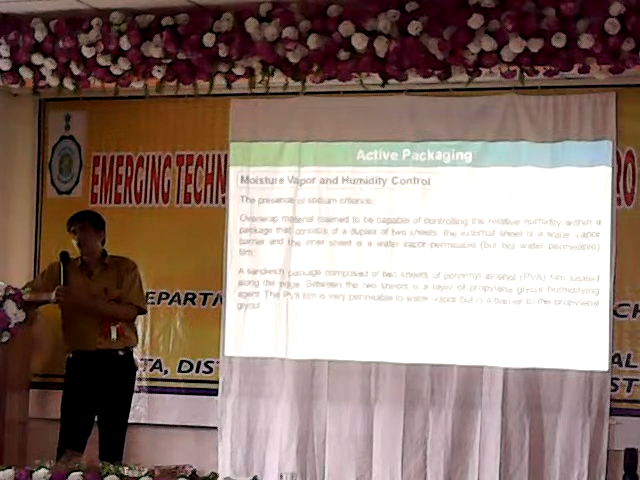 EMERGING TECHN
RO
Active Packaging
Moisture Vapor and Humidity Control
The presence of sodium chloride
Overwrap material claimed to be capable of controlling the relative humidity within a
package that consists of a duplex of two sheets: the external sheet is a water vapor
barrier and the inner sheet is a water vapor-permeable (but not water permeable)
film.
A sandwich package composed of two sheets of polyvinyl alcohol (PVA) film sealed
along the edge. Between the two sheets is a layer of propylene glycol humidifying
agent. The PVA film is very permeable to water vapor but is a barrier to the propylene
glycol
EPARTM
CH
TA, DIST
AL
ST